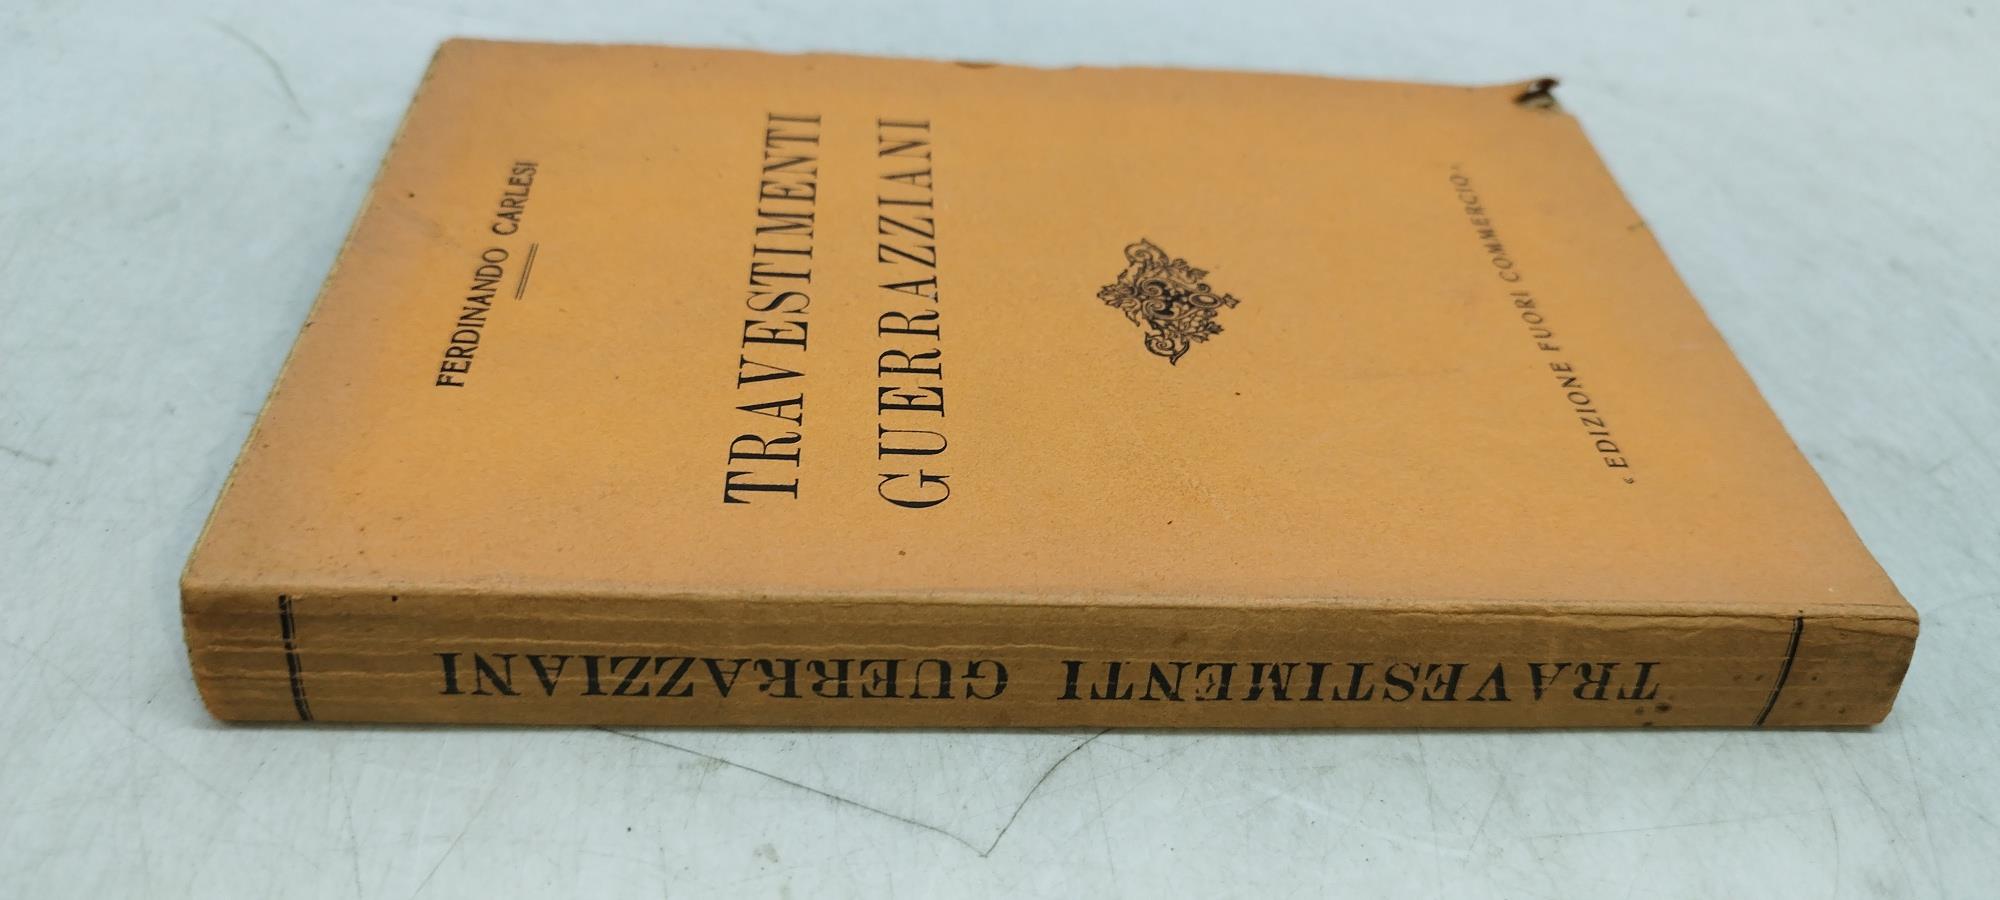 FERDINANDO CARLESI
TRAVESTIMENTI
GUERRAZZIANI
« EDIZIONE FUORI COMMERCIO »
TRAVESTIMENTI GUERRAZZIANI